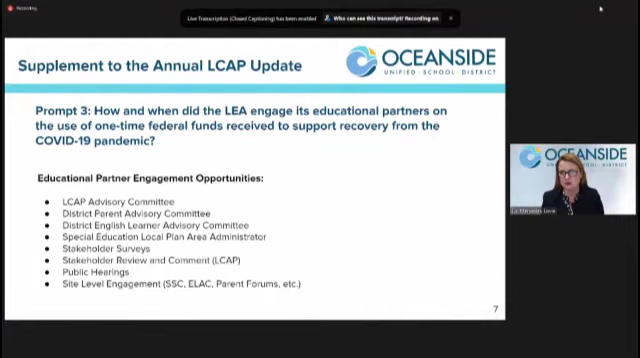 Recording
Live Transcription (Closed Captioning) has been enabled
Who can see this transcript? Recording on
Supplement to the Annual LCAP Update
OCEANSIDE
UNIFIED · SCHOOL · DISTRICT
Prompt 3: How and when did the LEA engage its educational partners on
the use of one-time federal funds received to support recovery from the
COVID-19 pandemic?
Educational Partner Engagement Opportunities:
● LCAP Advisory Committee
● District Parent Advisory Committee
● District English Learner Advisory Committee
● Special Education Local Plan Area Administrator
● Stakeholder Surveys
● Stakeholder Review and Comment (LCAP)
● Public Hearings
● Site Level Engagement (SSC, ELAC, Parent Forums, etc.)
7
OCEANSIDE